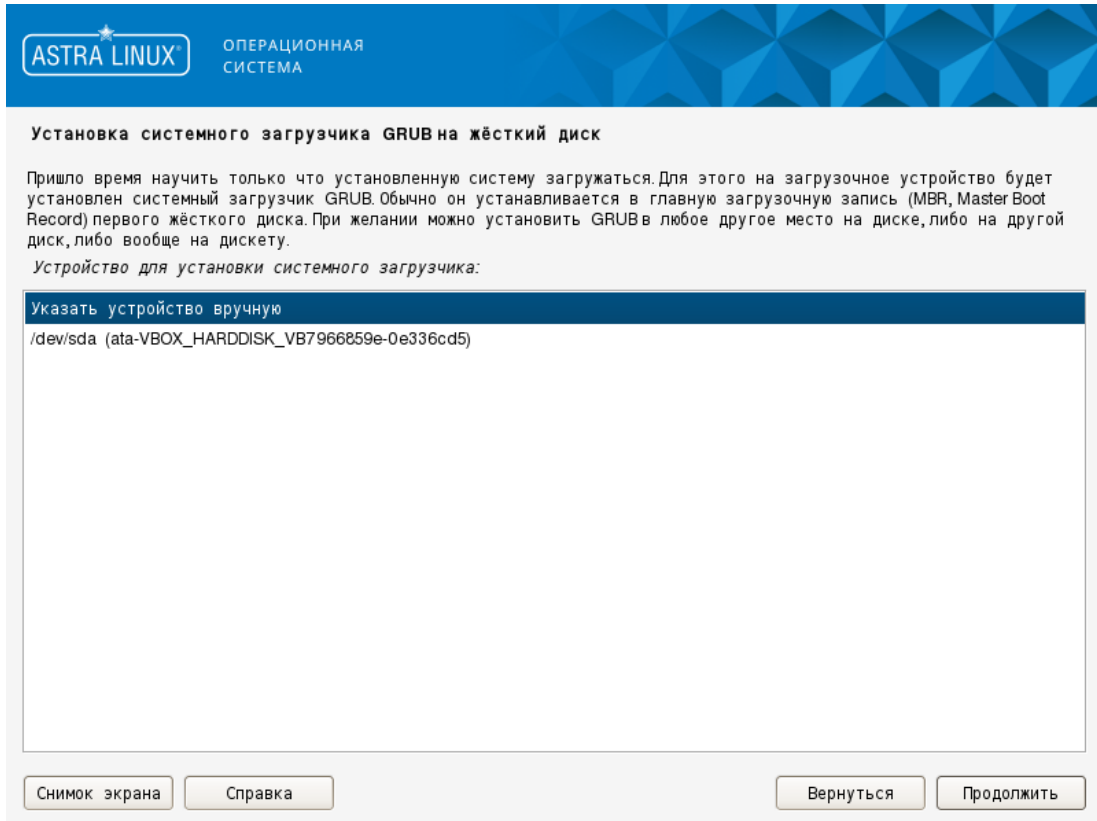 ASTRA LINUX®
ОПЕРАЦИОННАЯ
СИСТЕМА
Установка системного загрузчика GRUB на жёсткий диск
Пришло время научить только что установленную систему загружаться. Для этого на загрузочное устройство будет
установлен системный загрузчик GRUB. Обычно он устанавливается в главную загрузочную запись (MBR, Master Boot
Record) первого жёсткого диска. При желании можно установить GRUB в любое другое место на диске, либо на другой
диск, либо вообще на дискету.
Устройство для установки системного загрузчика:
Указать устройство вручную
/dev/sda (ata-VBOX_HARDDISK_VB7966859e-0e336cd5)
Снимок экрана
Справка
Вернуться
Продолжить